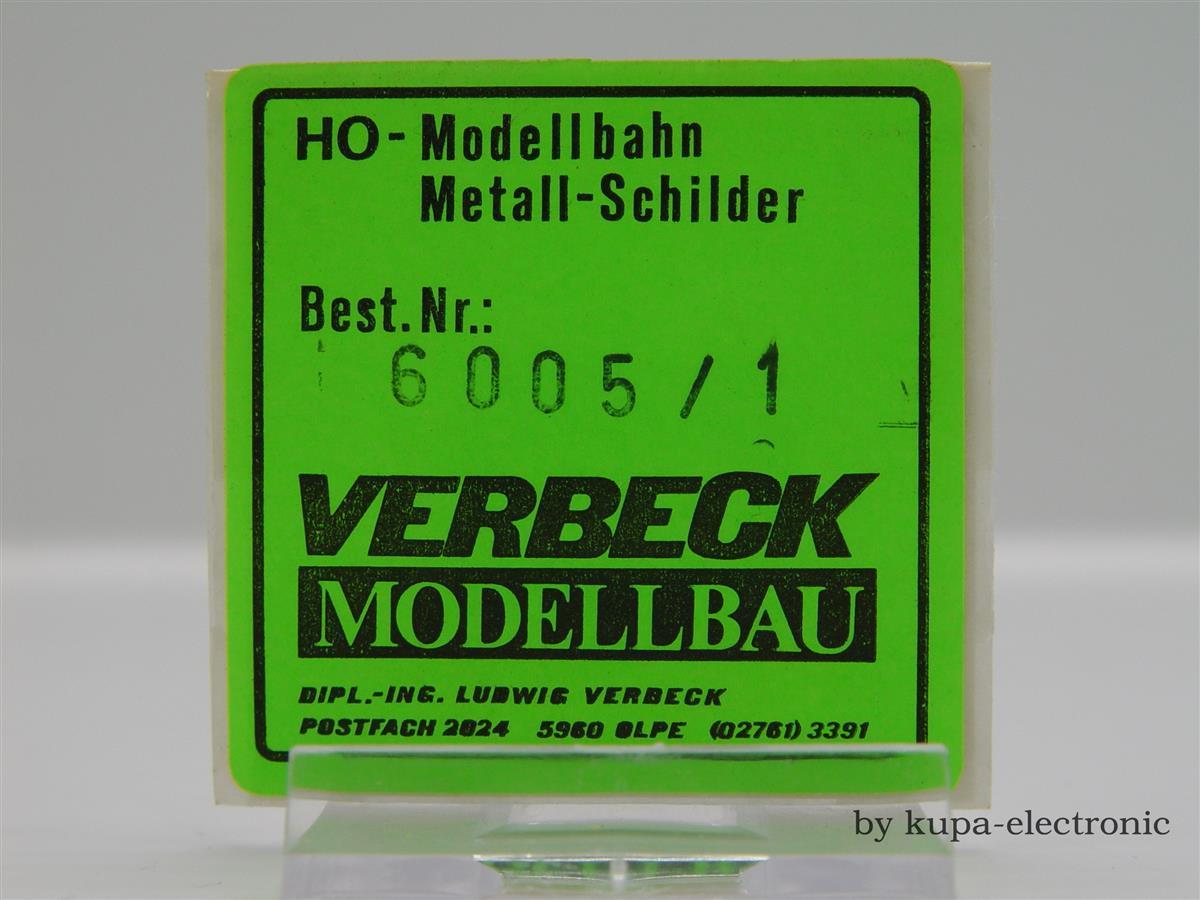 HO-Modellbahn
Metall-Schilder
Best.Nr.:
6005/1
VERBECK
MODELLBAU
DIPL.-ING. LUDWIG VERBECK
POSTFACH 2024 5960 OLPE (02761) 3391
by kupa-electronic